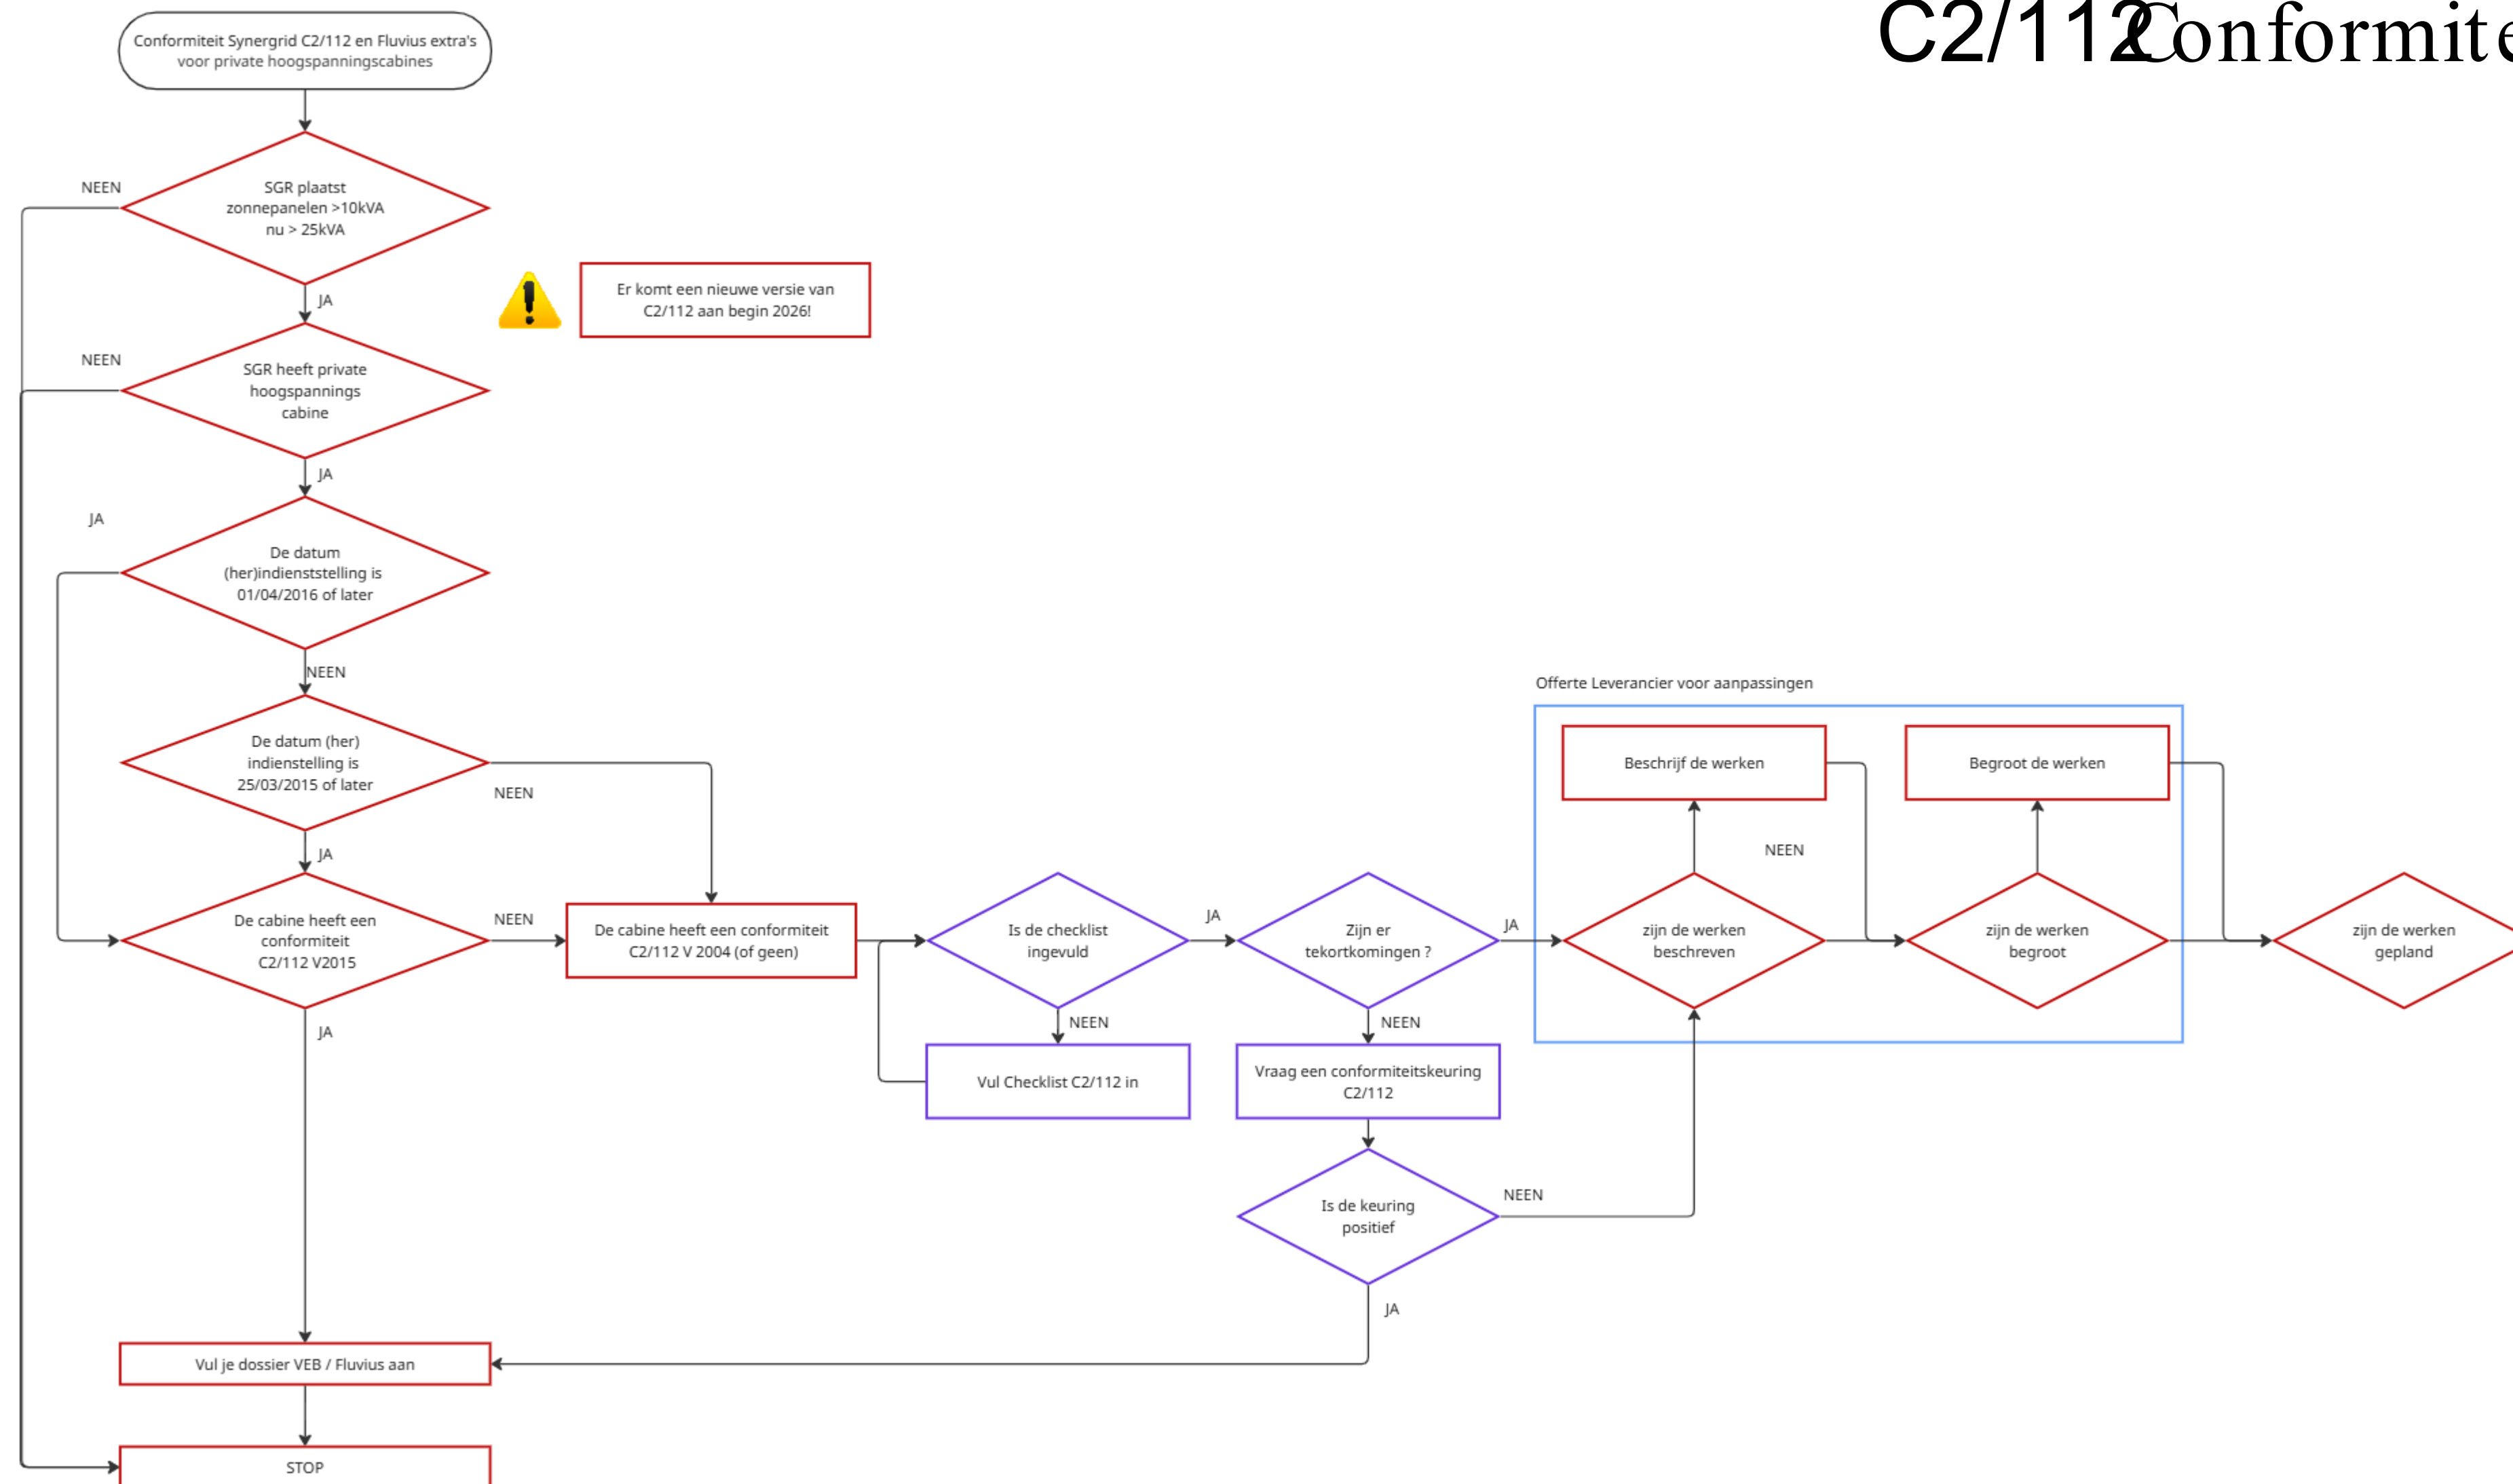 C2/112
Conformite
Conformiteit Synergrid C2/112 en Fluvius extra's
voor private hoogspanningscabines
NEEN
SGR plaatst
zonnepanelen >10kVA
nu > 25kVA
JA
Er komt een nieuwe versie van
C2/112 aan begin 2026!
NEEN
SGR heeft private
hoogspannings
cabine
JA
JA
De datum
(her)indienststelling is
01/04/2016 of later
NEEN
De datum (her)
indienstelling is
25/03/2015 of later
NEEN
JA
De cabine heeft een
conformiteit
C2/112 V2015
NEEN
JA
De cabine heeft een conformiteit
C2/112 V 2004 (of geen)
Is de checklist
ingevuld
JA
NEEN
Vul Checklist C2/112 in
Zijn er
tekortkomingen ?
JA
NEEN
Vraag een conformiteitskeuring
C2/112
Is de keuring
positief
NEEN
JA
Offerte Leverancier voor aanpassingen
Beschrijf de werken
Begroot de werken
NEEN
zijn de werken
beschreven
zijn de werken
begroot
zijn de werken
gepland
Vul je dossier VEB / Fluvius aan
STOP